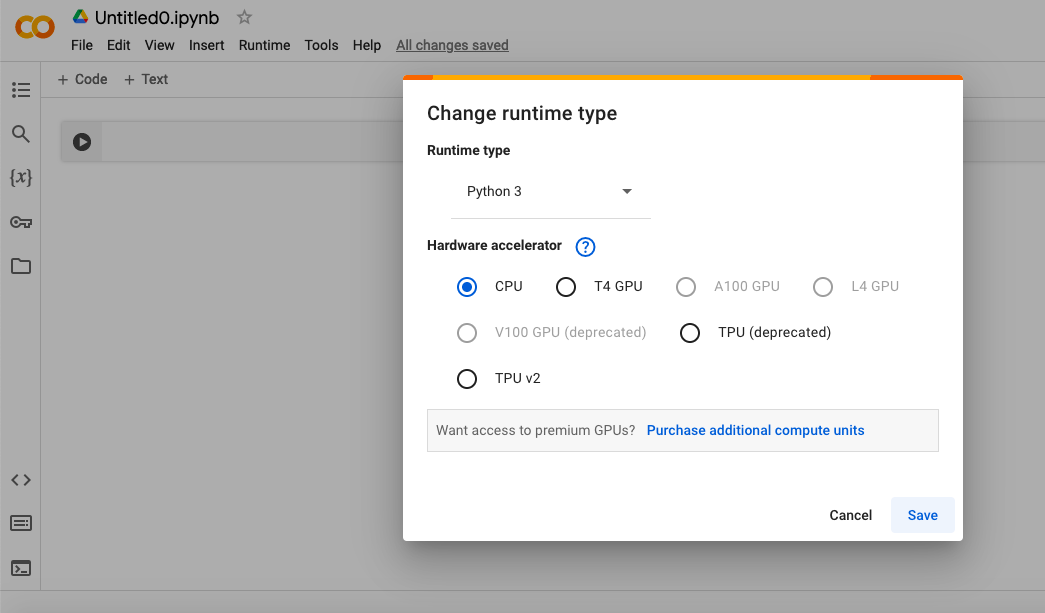 Untitled0.ipynb
File Edit View Insert Runtime Tools Help All changes saved
+ Code + Text
Change runtime type
Runtime type
{x}
Python 3
Hardware accelerator ?
CPU T4 GPU A100 GPU L4 GPU
V100 GPU (deprecated) TPU (deprecated)
TPU v2
Want access to premium GPUs? Purchase additional compute units
Cancel Save